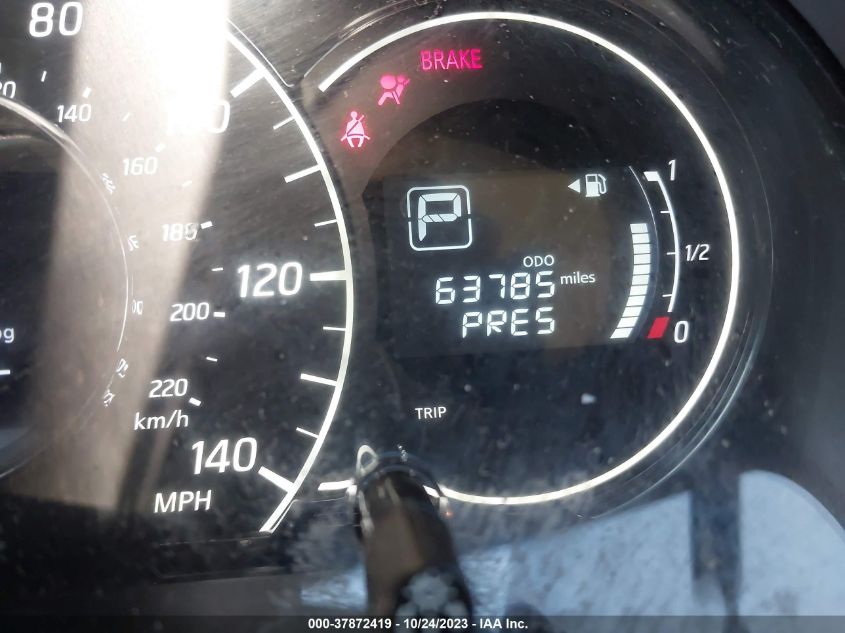 80
140
160
180
120
200
220
km/h
140
MPH
BRAKE
P
1
ODO
63785 miles
1/2
PRES
0
TRIP
000-37872419 - 10/24/2023 - IAA Inc.